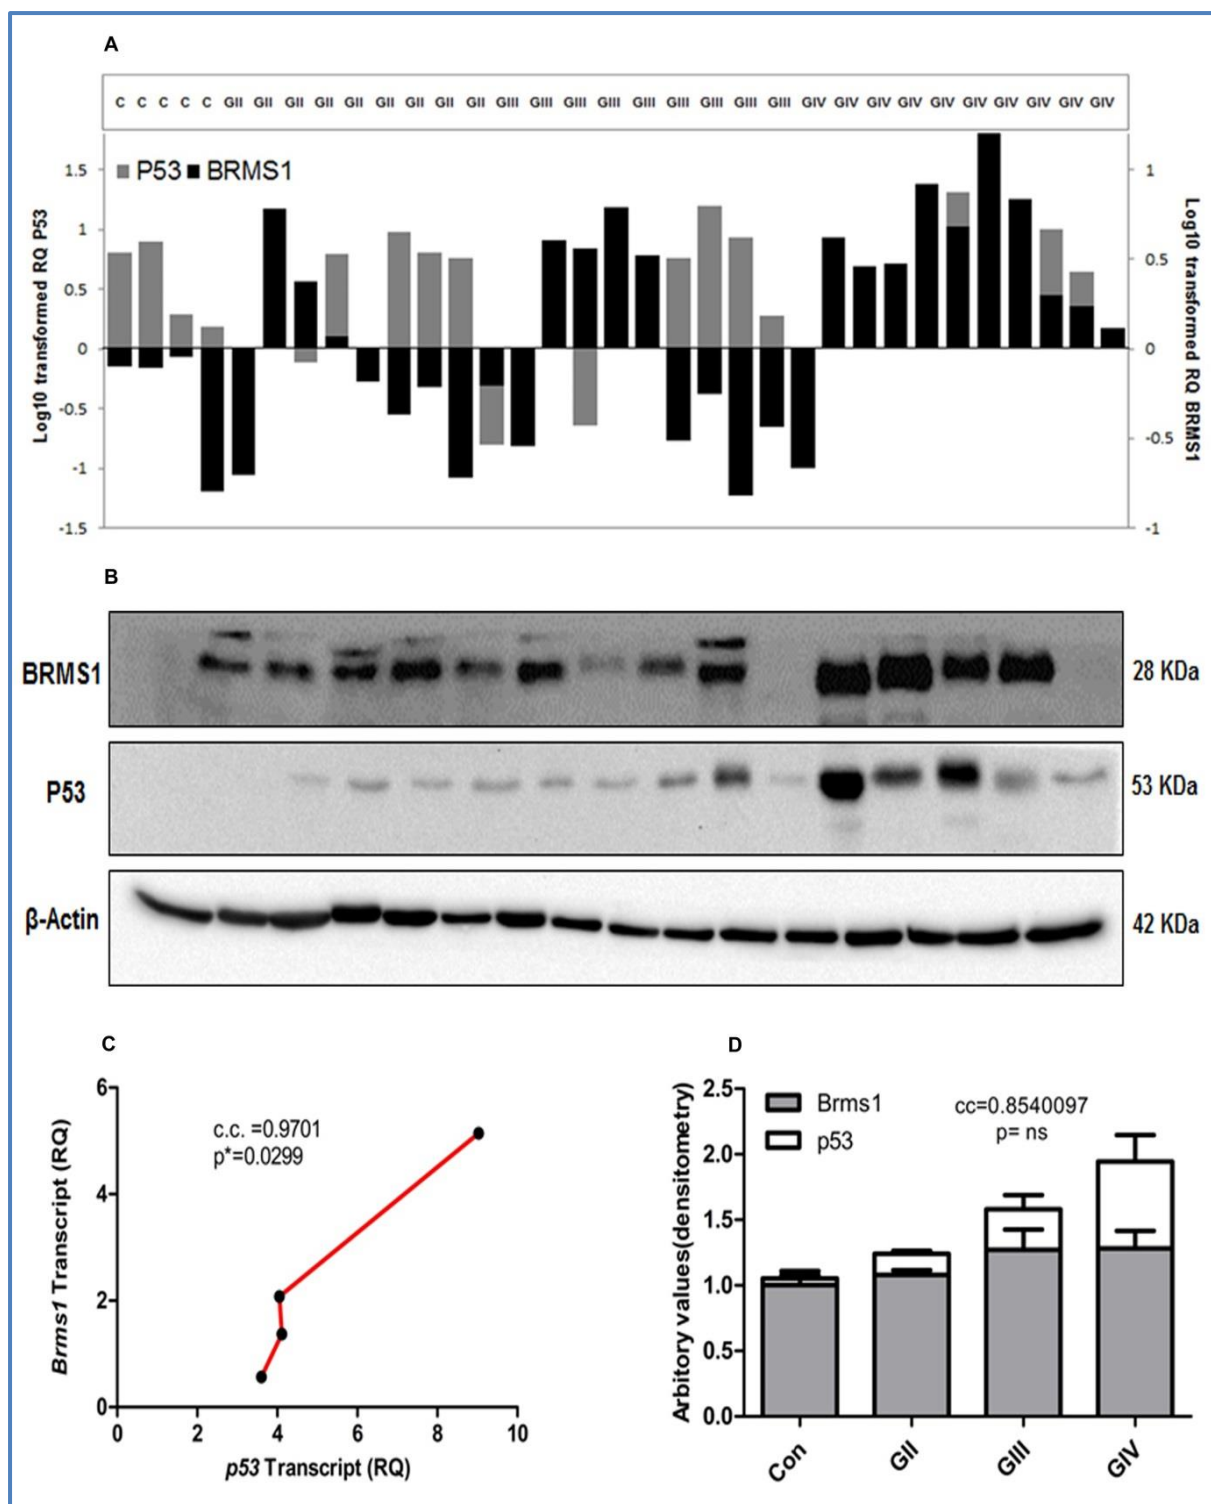 A
C C C C C GII GII GII GII GII GII GII GII GII GIII GIII GIII GIII GIII GIII GIII GIII GIII GIV GIV GIV GIV GIV GIV GIV GIV GIV GIV
P53 BRMS1
Log10 transformed RQ P53
1.5
1
0.5
0
-0.5
-1
-1.5
1
0.5
0
-0.5
-1
Log10 transformed RQ BRMS1
B
BRMS1
28 KDa
P53
53 KDa
β-Actin
42 KDa
C
Brms1 Transcript (RQ)
6
4
2
0
c.c. =0.9701
p*=0.0299
0 2 4 6 8 10
p53 Transcript (RQ)
D
Arbitory values(densitometry)
2.5
2.0
1.5
1.0
0.5
0.0
Brms1
p53
cc=0.8540097
p= ns
Con GII GIII GIV